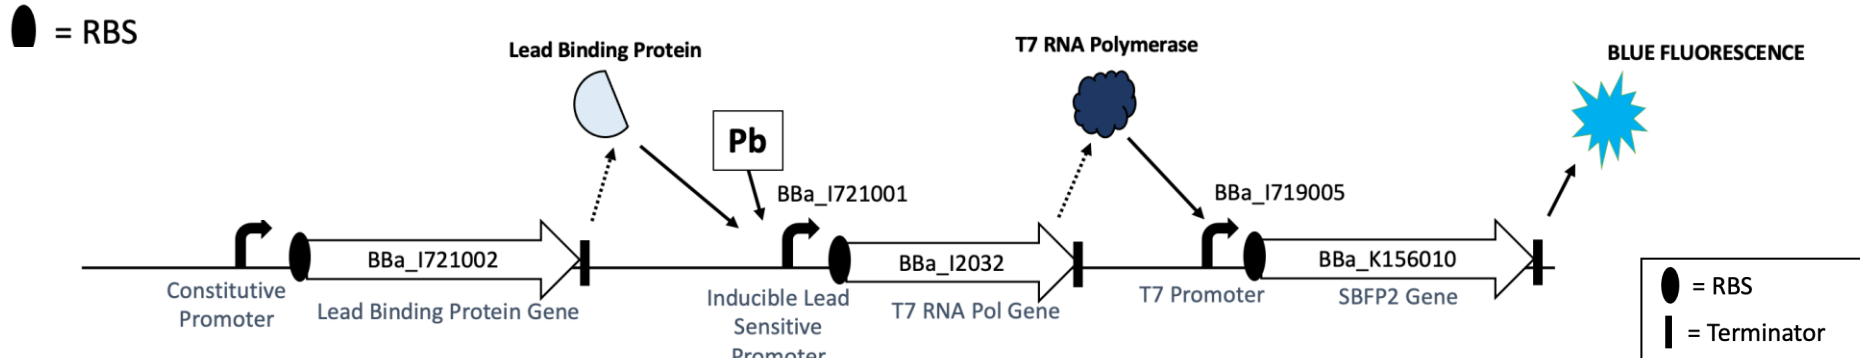 = RBS
Lead Binding Protein
T7 RNA Polymerase
BLUE FLUORESCENCE
Pb
BBa_I721001
BBa_I719005
BBa_I721002
BBa_I2032
BBa_K156010
Constitutive
Promoter
Lead Binding Protein Gene
Inducible Lead
Sensitive
Promoter
T7 RNA Pol Gene
T7 Promoter
SBFP2 Gene
= RBS
= Terminator